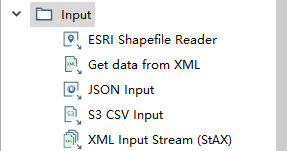 Input
ESRI Shapefile Reader
Get data from XML
JSON Input
S3 CSV Input
XML Input Stream (StAX)